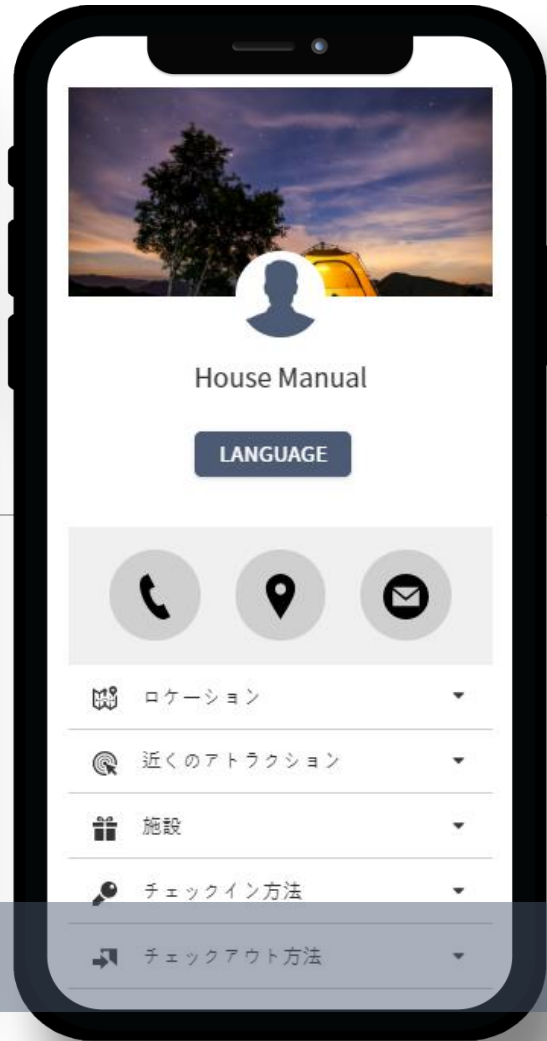 House Manual
LANGUAGE
ロケーション
近くのアトラクション
施設
チェックイン方法
チェックアウト方法